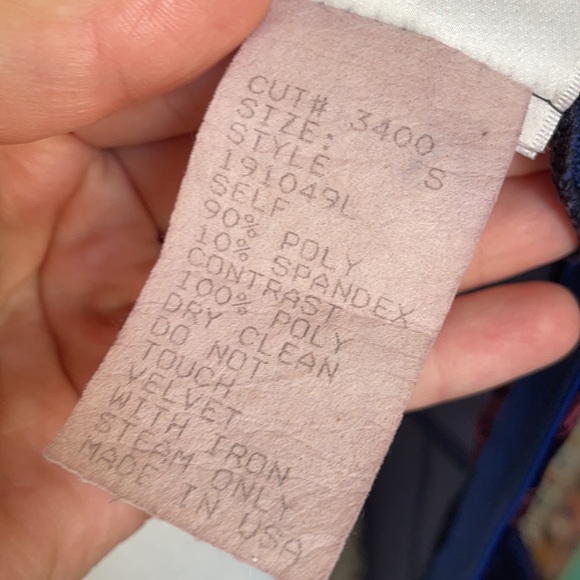 CUT# 3400
SIZE: S
STYLE
191049L
SELF
90% POLY
10% SPANDEX
CONTRAST
100% POLY
DRY CLEAN
DO NOT
TOUCH
VELVET
WITH IRON
STEAM ONLY
MADE IN USA